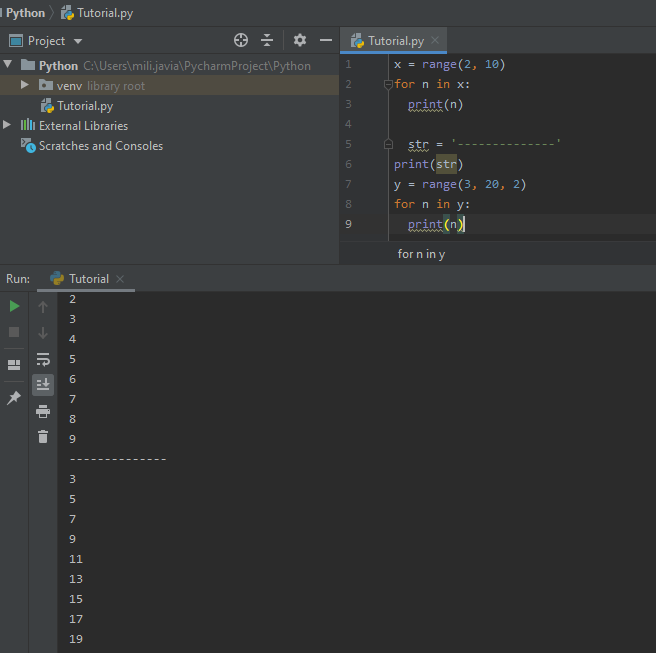 Python Tutorial.py
Project
Python C:\Users\mili.javia\PycharmProject\Python
venv library root
Tutorial.py
External Libraries
Scratches and Consoles
Tutorial.py
1 x = range(2, 10)
2 for n in x:
3 print(n)
4
5 str = '--------------'
6 print(str)
7 y = range(3, 20, 2)
8 for n in y:
9 print(n)
for n in y
Run: Tutorial
2
3
4
5
6
7
8
9
--------------
3
5
7
9
11
13
15
17
19